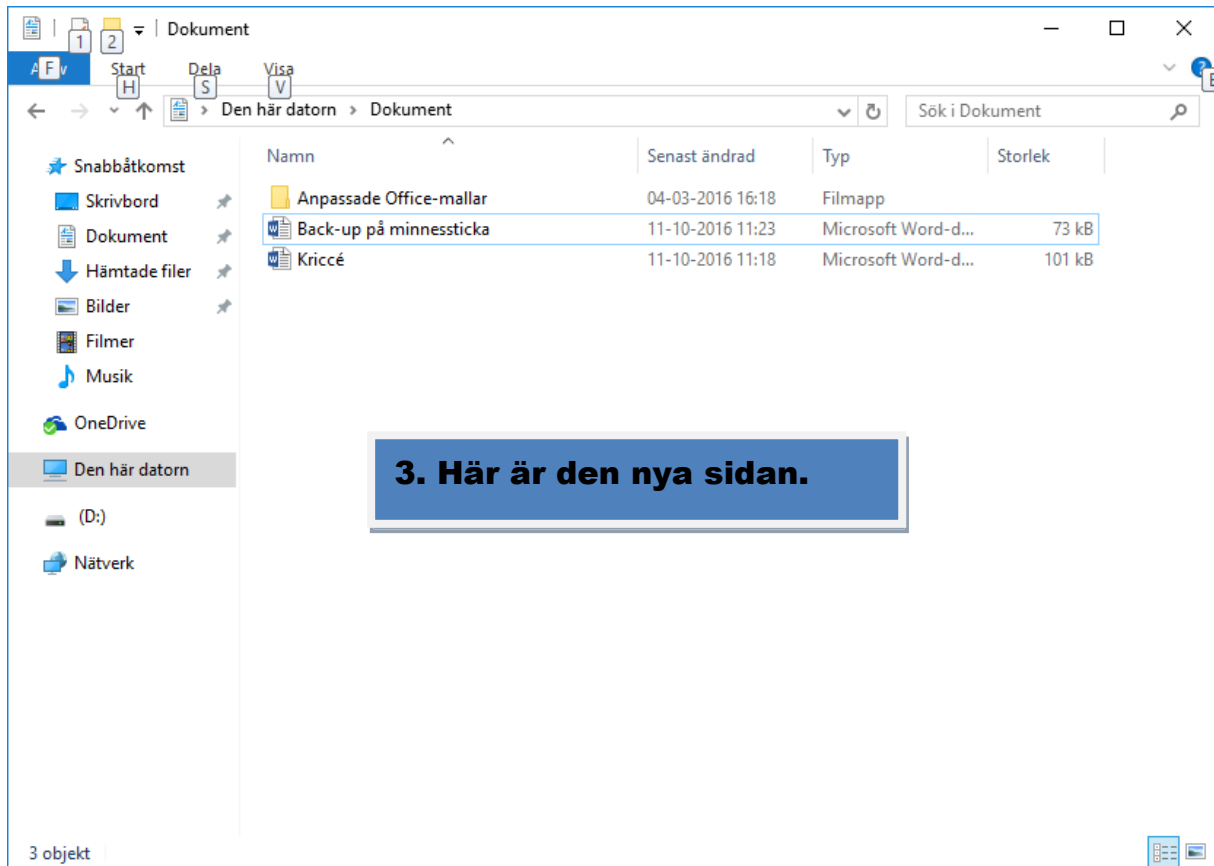 Dokument
1 2
A F v Start Dela Visa
H S V E
Den här datorn > Dokument Sök i Dokument
Namn Senast ändrad Typ Storlek
Snabbåtkomst
Skrivbord
Dokument
Hämtade filer
Bilder
Filmer
Musik
OneDrive
Den här datorn
(D:)
Nätverk
Anpassade Office-mallar 04-03-2016 16:18 Filmapp
Back-up på minnessticka 11-10-2016 11:23 Microsoft Word-d... 73 kB
Kriccé 11-10-2016 11:18 Microsoft Word-d... 101 kB
3. Här är den nya sidan.
3 objekt